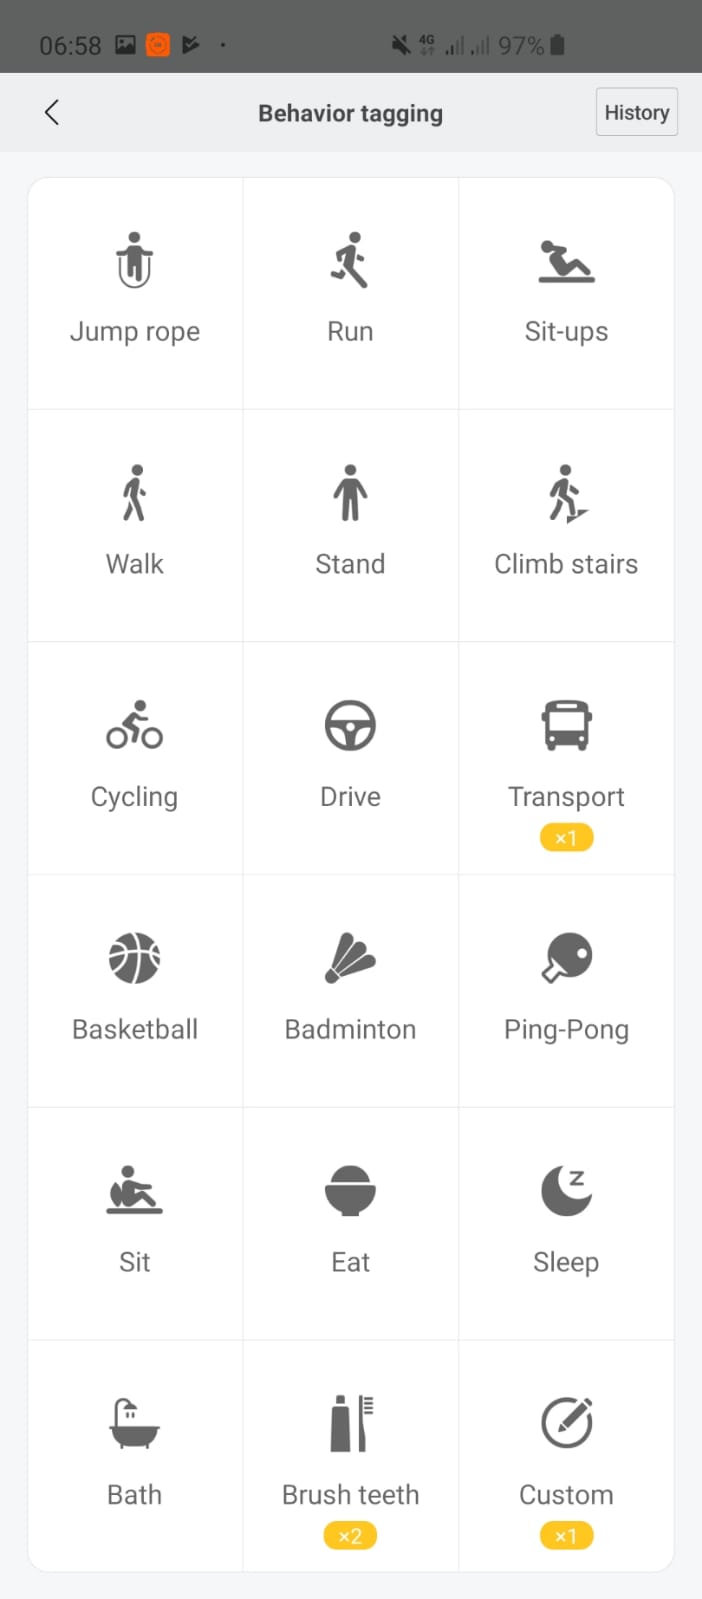 06:58 4G 97%
Behavior tagging History
Jump rope Run Sit-ups
Walk Stand Climb stairs
Cycling Drive Transport
×1
Basketball Badminton Ping-Pong
Z
Sit Eat Sleep
Bath Brush teeth Custom
×2 ×1